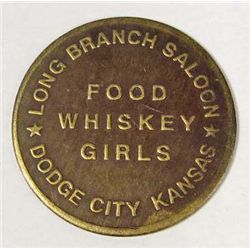 LONG BRANCH SALOON
FOOD
WHISKEY
GIRLS
★ DODGE CITY KANSAS ★